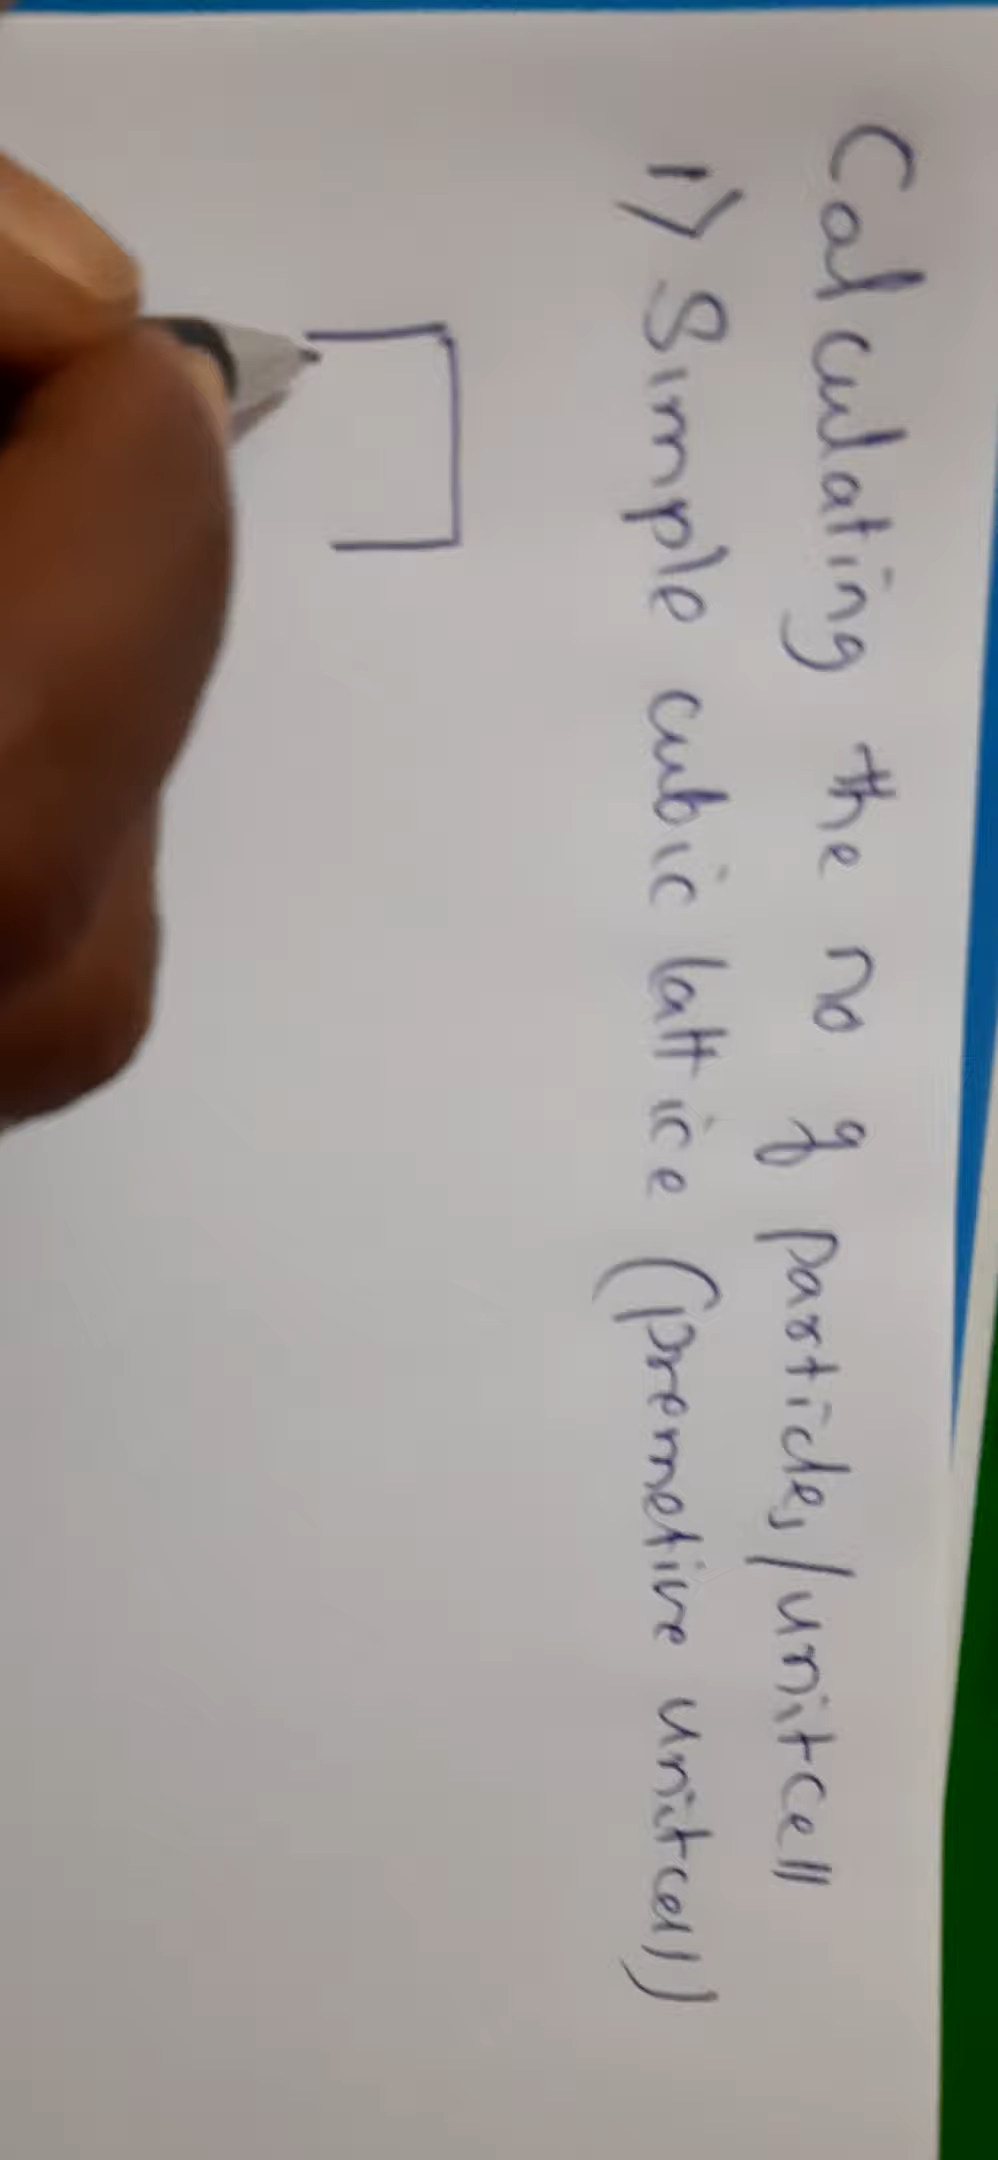 Calculating the no of particles/unitcell
1) Simple cubic lattice (premetive unitcell)